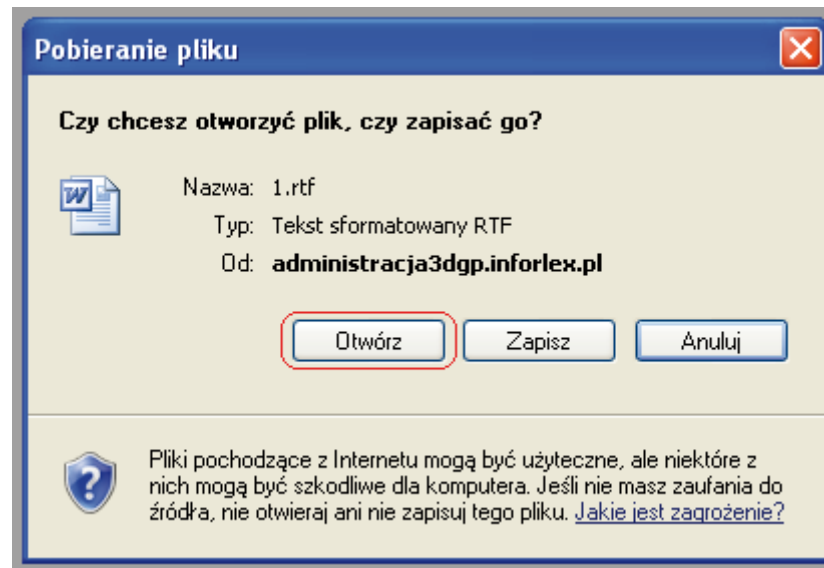 Pobieranie pliku
Czy chcesz otworzyć plik, czy zapisać go?
Nazwa: 1.rtf
Typ: Tekst sformatowany RTF
Od: administracja3dgp.inforlex.pl
Otwórz Zapisz Anuluj
Pliki pochodzące z Internetu mogą być użyteczne, ale niektóre z
nich mogą być szkodliwe dla komputera. Jeśli nie masz zaufania do
źródła, nie otwieraj ani nie zapisuj tego pliku. Jakie jest zagrożenie?